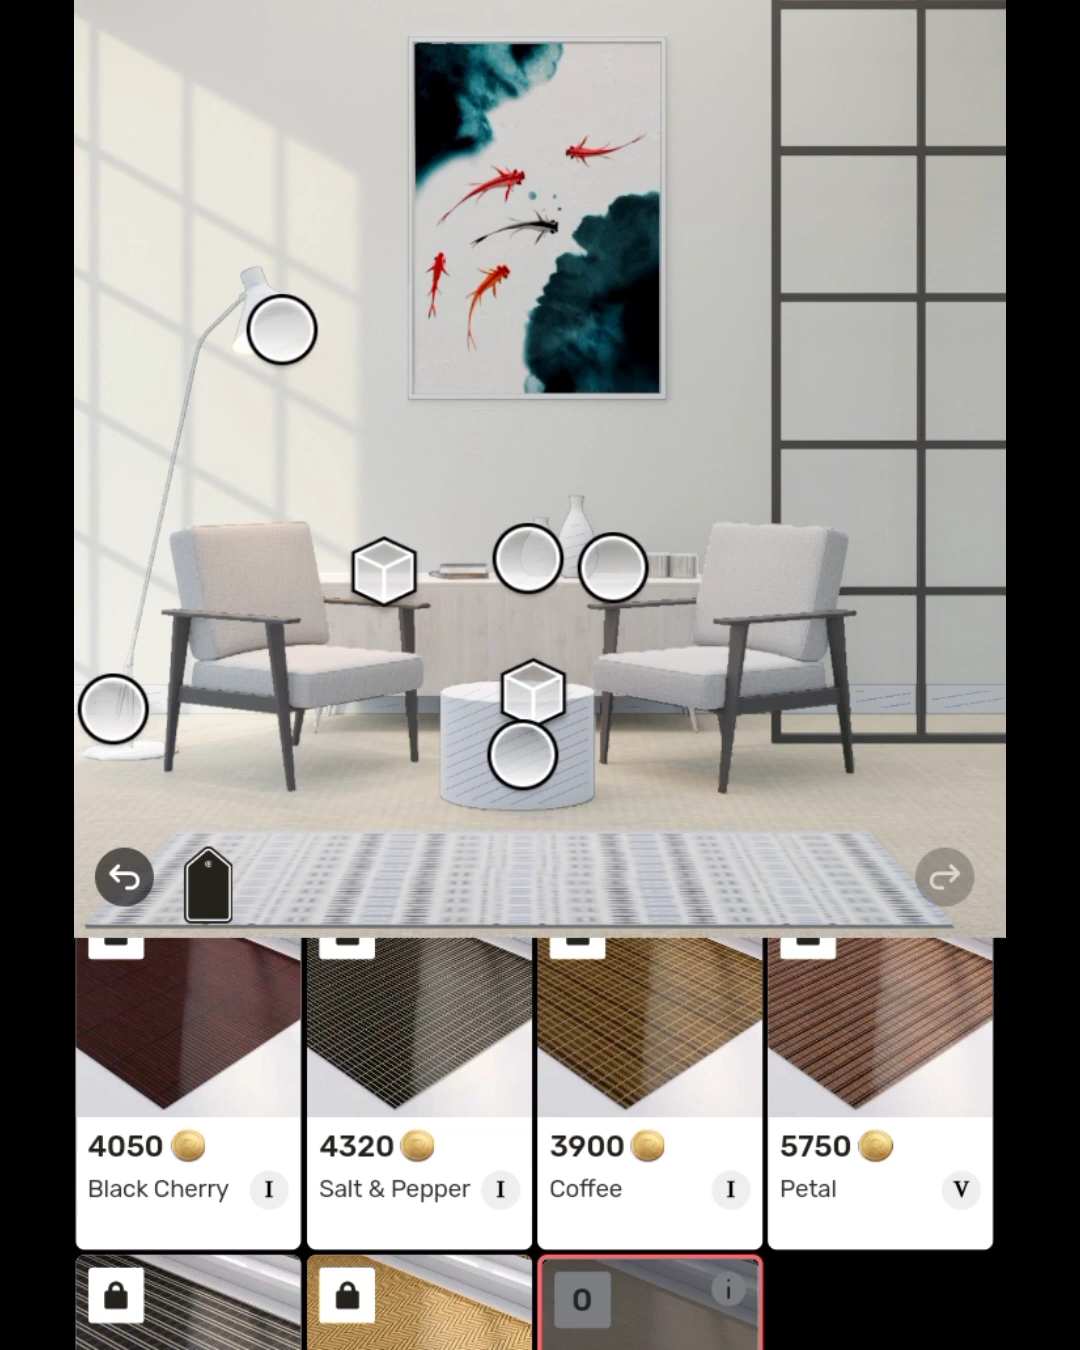 4050
4320
3900
5750
Black Cherry I
Salt & Pepper I
Coffee I
Petal V
0
i